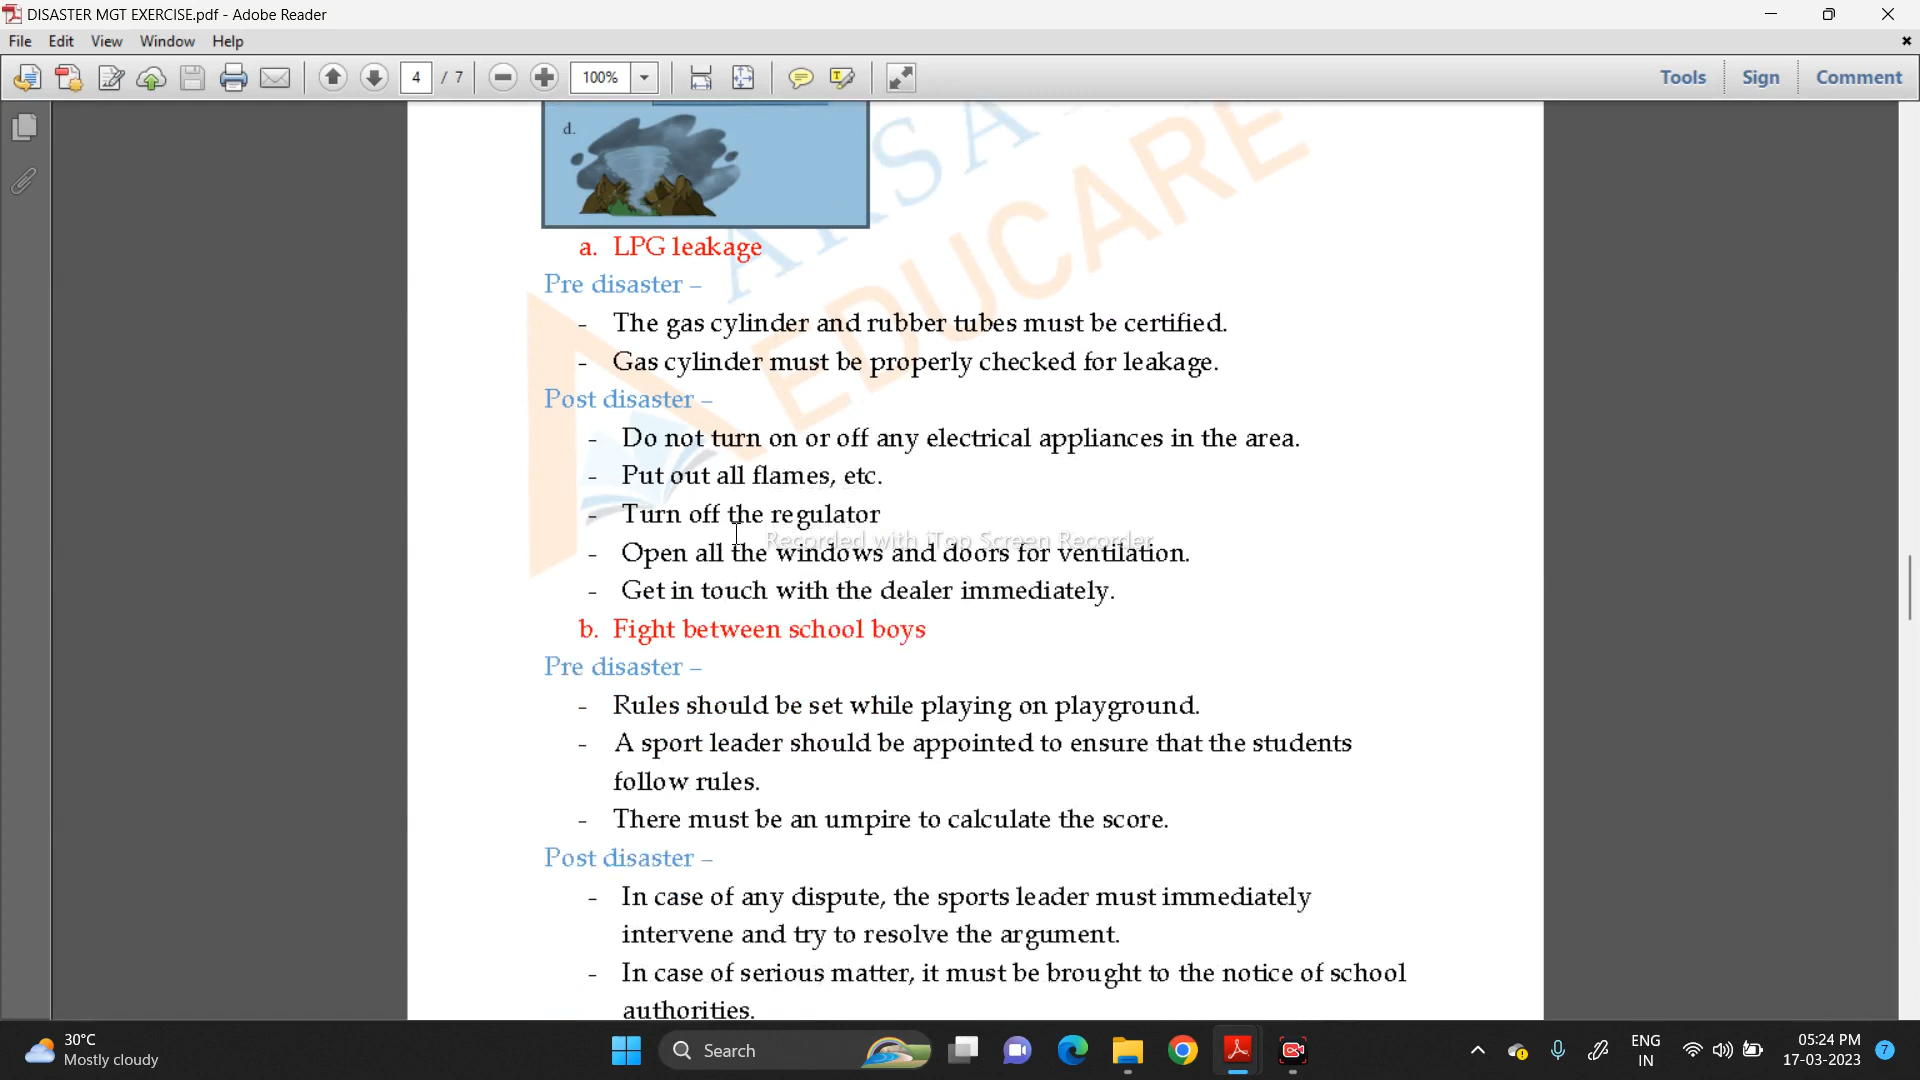 DISASTER MGT EXERCISE.pdf - Adobe Reader
File Edit View Window Help
4 / 7 100% Tools Sign Comment
d.
EDUCARE
a. LPG leakage
Pre disaster –
- The gas cylinder and rubber tubes must be certified.
- Gas cylinder must be properly checked for leakage.
Post disaster –
- Do not turn on or off any electrical appliances in the area.
- Put out all flames, etc.
- Turn off the regulator
Recorded with iTop Screen Recorder
- Open all the windows and doors for ventilation.
- Get in touch with the dealer immediately.
b. Fight between school boys
Pre disaster –
- Rules should be set while playing on playground.
- A sport leader should be appointed to ensure that the students
follow rules.
- There must be an umpire to calculate the score.
Post disaster –
- In case of any dispute, the sports leader must immediately
intervene and try to resolve the argument.
- In case of serious matter, it must be brought to the notice of school
authorities.
30°C
Mostly cloudy
Search
ENG
IN
05:24 PM
17-03-2023
7